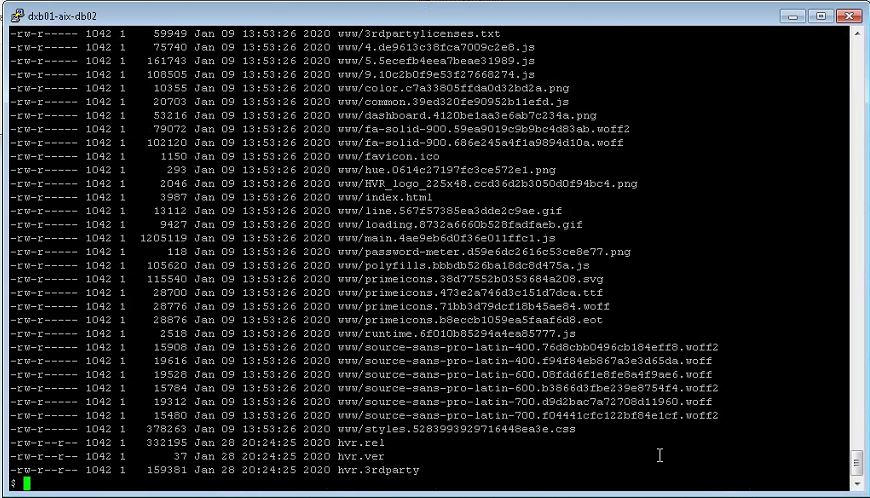 dxb01-aix-db02
-rw-r----- 1042 1 59949 Jan 09 13:53:26 2020 www/3rdpartylicenses.txt
-rw-r----- 1042 1 75740 Jan 09 13:53:26 2020 www/4.de9613c38fca7009c2e8.js
-rw-r----- 1042 1 161743 Jan 09 13:53:26 2020 www/5.5ecefb4eea7beae31989.js
-rw-r----- 1042 1 108505 Jan 09 13:53:26 2020 www/9.10c2b0f9e53f27668274.js
-rw-r----- 1042 1 10355 Jan 09 13:53:26 2020 www/color.c7a33805ffda0d32bd2a.png
-rw-r----- 1042 1 20703 Jan 09 13:53:26 2020 www/common.39ed320fe90952b11efd.js
-rw-r----- 1042 1 53216 Jan 09 13:53:26 2020 www/dashboard.4120be1aa3e6ab7c234a.png
-rw-r----- 1042 1 79072 Jan 09 13:53:26 2020 www/fa-solid-900.59ea9019c9b9bc4d83ab.woff2
-rw-r----- 1042 1 102120 Jan 09 13:53:26 2020 www/fa-solid-900.686e245a4f1a9894d10a.woff
-rw-r----- 1042 1 1150 Jan 09 13:53:26 2020 www/favicon.ico
-rw-r----- 1042 1 293 Jan 09 13:53:26 2020 www/hue.0614c27197fc3ce572e1.png
-rw-r----- 1042 1 2046 Jan 09 13:53:26 2020 www/HVR_logo_225x48.ccd36d2b3050d0f94bc4.png
-rw-r----- 1042 1 3987 Jan 09 13:53:26 2020 www/index.html
-rw-r----- 1042 1 13112 Jan 09 13:53:26 2020 www/line.567f57385ea3dde2c9ae.gif
-rw-r----- 1042 1 9427 Jan 09 13:53:26 2020 www/loading.8732a6660b528fadfaeb.gif
-rw-r----- 1042 1 1205119 Jan 09 13:53:26 2020 www/main.4ae9eb6d0f36e011ffc1.js
-rw-r----- 1042 1 118 Jan 09 13:53:26 2020 www/password-meter.d59e6dc2616c53ce8e77.png
-rw-r----- 1042 1 105620 Jan 09 13:53:26 2020 www/polyfills.bbbdb526ba18dc8d475a.js
-rw-r----- 1042 1 115540 Jan 09 13:53:26 2020 www/primeicons.38d77552b0353684a208.svg
-rw-r----- 1042 1 28700 Jan 09 13:53:26 2020 www/primeicons.473e2a746d3c151d7dca.ttf
-rw-r----- 1042 1 28776 Jan 09 13:53:26 2020 www/primeicons.71bb3d79dcf18b45ae84.woff
-rw-r----- 1042 1 28876 Jan 09 13:53:26 2020 www/primeicons.b8eccb1059ea5faaf6d8.eot
-rw-r----- 1042 1 2518 Jan 09 13:53:26 2020 www/runtime.6f010b85294a4ea85777.js
-rw-r----- 1042 1 15908 Jan 09 13:53:26 2020 www/source-sans-pro-latin-400.76d8cbb0496cb184eff8.woff2
-rw-r----- 1042 1 19616 Jan 09 13:53:26 2020 www/source-sans-pro-latin-400.f94f84eb867a3e3d65da.woff
-rw-r----- 1042 1 19528 Jan 09 13:53:26 2020 www/source-sans-pro-latin-600.08fdd6f1e8fe8a4f9ae6.woff
-rw-r----- 1042 1 15784 Jan 09 13:53:26 2020 www/source-sans-pro-latin-600.b3866d3fbe239e8754f4.woff2
-rw-r----- 1042 1 19312 Jan 09 13:53:26 2020 www/source-sans-pro-latin-700.d9d2bac7a72708d11960.woff
-rw-r----- 1042 1 15480 Jan 09 13:53:26 2020 www/source-sans-pro-latin-700.f04441cfc122bf84e1cf.woff2
-rw-r----- 1042 1 378263 Jan 09 13:53:26 2020 www/styles.5283993929716448ea3e.css
-rw-r--r-- 1042 1 332195 Jan 28 20:24:25 2020 hvr.rel
-rw-r--r-- 1042 1 37 Jan 28 20:24:25 2020 hvr.ver
-rw-r--r-- 1042 1 159381 Jan 28 20:24:25 2020 hvr.3rdparty
$